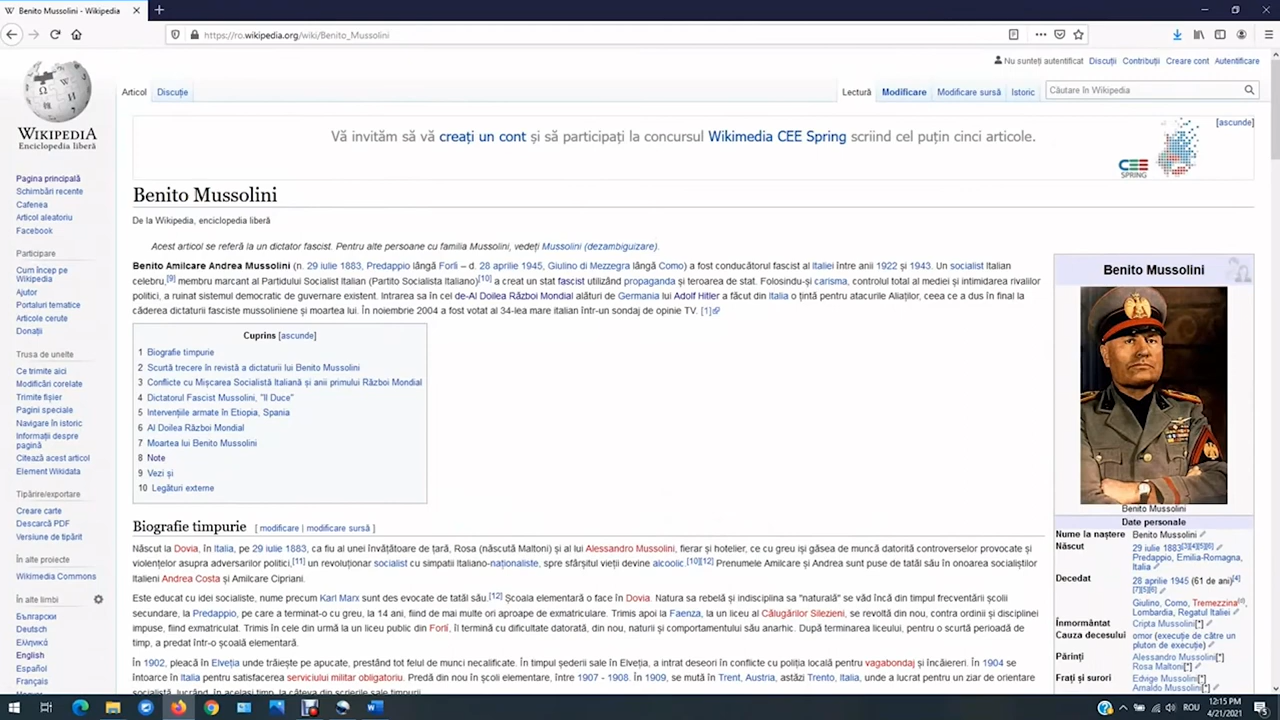 Benito Mussolini - Wikipedia
https://ro.wikipedia.org/wiki/Benito_Mussolini
Nu sunteți autentificat Discuții Contribuții Creare cont Autentificare
Articol Discuție Lectură Modificare Modificare sursă Istoric Căutare în Wikipedia
WIKIPEDIA
Enciclopedia liberă
Vă invităm să vă creați un cont și să participați la concursul Wikimedia CEE Spring scriind cel puțin cinci articole.
[ascunde]
CEE
SPRING
Pagina principală
Schimbări recente
Cafenea
Articol aleatoriu
Facebook
Participare
Cum încep pe
Wikipedia
Ajutor
Portaluri tematice
Articole cerute
Donații
Trusa de unelte
Ce trimite aici
Modificări corelate
Trimite fișier
Pagini speciale
Navigare în istoric
Informații despre
pagină
Citează acest articol
Element Wikidata
Tipărire/exportare
Creare carte
Descarcă PDF
Versiune de tipărit
În alte proiecte
Wikimedia Commons
În alte limbi
Български
Deutsch
Ελληνικά
English
Español
Français
Benito Mussolini
De la Wikipedia, enciclopedia liberă
Acest articol se referă la un dictator fascist. Pentru alte persoane cu familia Mussolini, vedeți Mussolini (dezambiguizare).
Benito Amilcare Andrea Mussolini (n. 29 iulie 1883, Predappio lângă Forlì – d. 28 aprilie 1945, Giulino di Mezzegra lângă Como) a fost conducătorul fascist al Italiei între anii 1922 și 1943. Un socialist Italian
celebru,[9] membru marcant al Partidului Socialist Italian (Partito Socialista Italiano)[10] a creat un stat fascist utilizând propaganda și teroarea de stat. Folosindu-și carisma, controlul total al mediei și intimidarea rivalilor
politici, a ruinat sistemul democratic de guvernare existent. Intrarea sa în cel de-Al Doilea Război Mondial alături de Germania lui Adolf Hitler a făcut din Italia o țintă pentru atacurile Aliaților, ceea ce a dus în final la
căderea dictaturii fasciste mussoliniene și moartea lui. În noiembrie 2004 a fost votat al 34-lea mare italian într-un sondaj de opinie TV. [1]
Cuprins [ascunde]
1 Biografie timpurie
2 Scurtă trecere în revistă a dictaturii lui Benito Mussolini
3 Conflicte cu Mișcarea Socialistă Italiană și anii primului Război Mondial
4 Dictatorul Fascist Mussolini, "Il Duce"
5 Intervențiile armate în Etiopia, Spania
6 Al Doilea Război Mondial
7 Moartea lui Benito Mussolini
8 Note
9 Vezi și
10 Legături externe
Biografie timpurie [ modificare | modificare sursă ]
Născut la Dovia, în Italia, pe 29 iulie 1883, ca fiu al unei învățătoare de țară, Rosa (născută Maltoni) și al lui Alessandro Mussolini, fierar și hotelier, ce cu greu își găsea de muncă datorită controverselor provocate și
violențelor asupra adversarilor politici,[11] un revoluționar socialist cu simpatii Italiano-naționaliste, spre sfârșitul vieții devine alcoolic.[10][12] Prenumele Amilcare și Andrea sunt puse de tatăl său în onoarea socialiștilor
Italieni Andrea Costa și Amilcare Cipriani.
Este educat cu idei socialiste, nume precum Karl Marx sunt des evocate de tatăl său.[12] Școala elementară o face în Dovia. Natura sa rebelă și indisciplina sa "naturală" se văd încă din timpul frecventării școlii
secundare, la Predappio, pe care a terminat-o cu greu, la 14 ani, fiind de mai multe ori aproape de exmatriculare. Trimis apoi la Faenza, la un liceu al Călugărilor Silezieni, se revoltă din nou, contra ordinii și disciplinei
impuse, fiind exmatriculat. Trimis în cele din urmă la un liceu public din Forlì, îl termină cu dificultate datorată, din nou, naturii și comportamentului său anarhic. După terminarea liceului, pentru o scurtă perioadă de
timp, a predat într-o școală elementară.
În 1902, pleacă în Elveția unde trăiește pe apucate, prestând tot felul de munci necalificate. În timpul șederii sale în Elveția, a intrat deseori în conflicte cu poliția locală pentru vagabondaj și încăierări. În 1904 se
întoarce în Italia pentru satisfacerea serviciului militar obligatoriu. Predă din nou în școli elementare, între 1907 - 1908. În 1909, se mută în Trent, Austria, astăzi Trento, Italia, unde a lucrat pentru un ziar de orientare
socialistă, lucrând, în același timp, la câteva din scrierile sale timpurii.
Benito Mussolini
Benito Mussolini
Date personale
Nume la naștere Benito Mussolini
Născut 29 iulie 1883[3][4][5][6]
Predappio, Emilia-Romagna,
Italia
Decedat 28 aprilie 1945 (61 de ani)[4]
[7][5][6]
Giulino, Como, Tremezzina[d],
Lombardia, Regatul Italiei
Înmormântat Cripta Mussolini[*]
Cauza decesului omor (execuție de către un
pluton de execuție)
Părinți Alessandro Mussolini[*]
Rosa Maltoni[*]
Frați și surori Edvige Mussolini[*]
Arnaldo Mussolini[*]
ROU
12:15 PM
4/21/2021
5